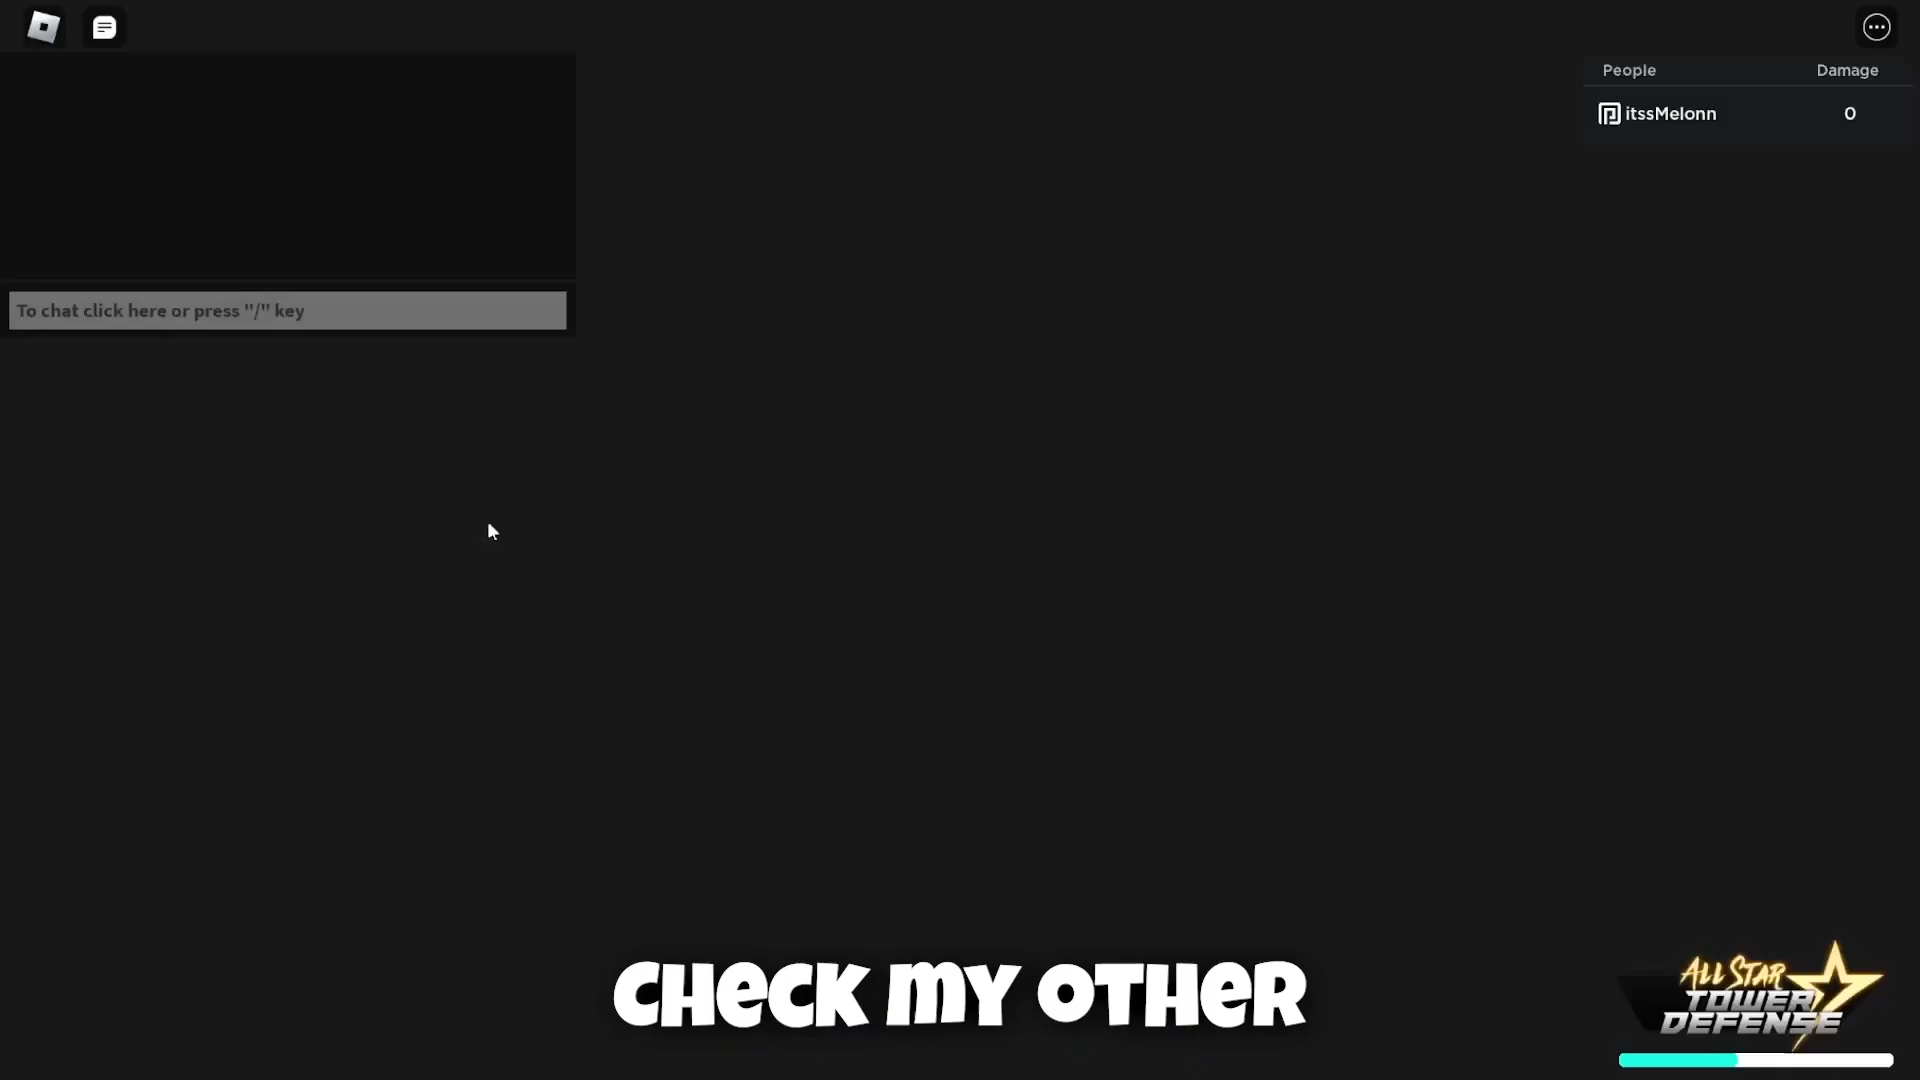 People Damage
itssMelonn 0
To chat click here or press "/" key
CHeCK MY OTHeR
ALL STAR
TOWER
DEFENSE